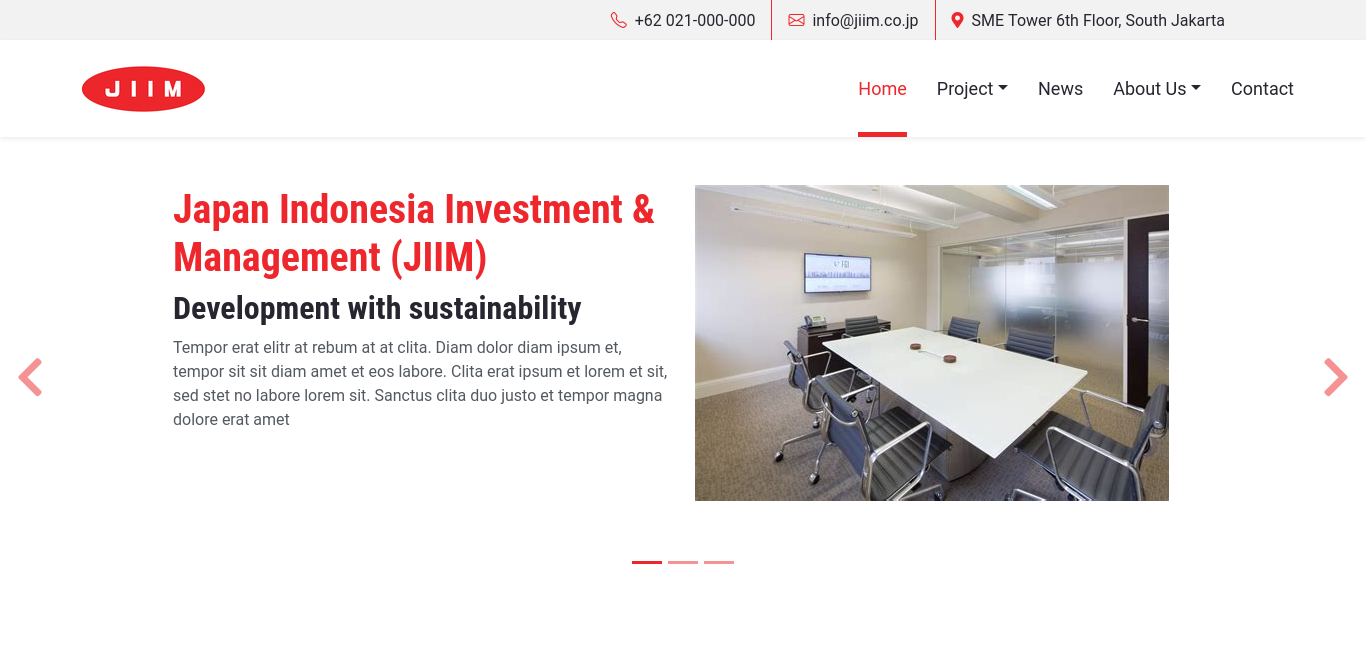 +62 021-000-000
info@jiim.co.jp
SME Tower 6th Floor, South Jakarta
JIIM
Home
Project
News
About Us
Contact
Japan Indonesia Investment &
Management (JIIM)
Development with sustainability
Tempor erat elitr at rebum at at clita. Diam dolor diam ipsum et,
tempor sit sit diam amet et eos labore. Clita erat ipsum et lorem et sit,
sed stet no labore lorem sit. Sanctus clita duo justo et tempor magna
dolore erat amet